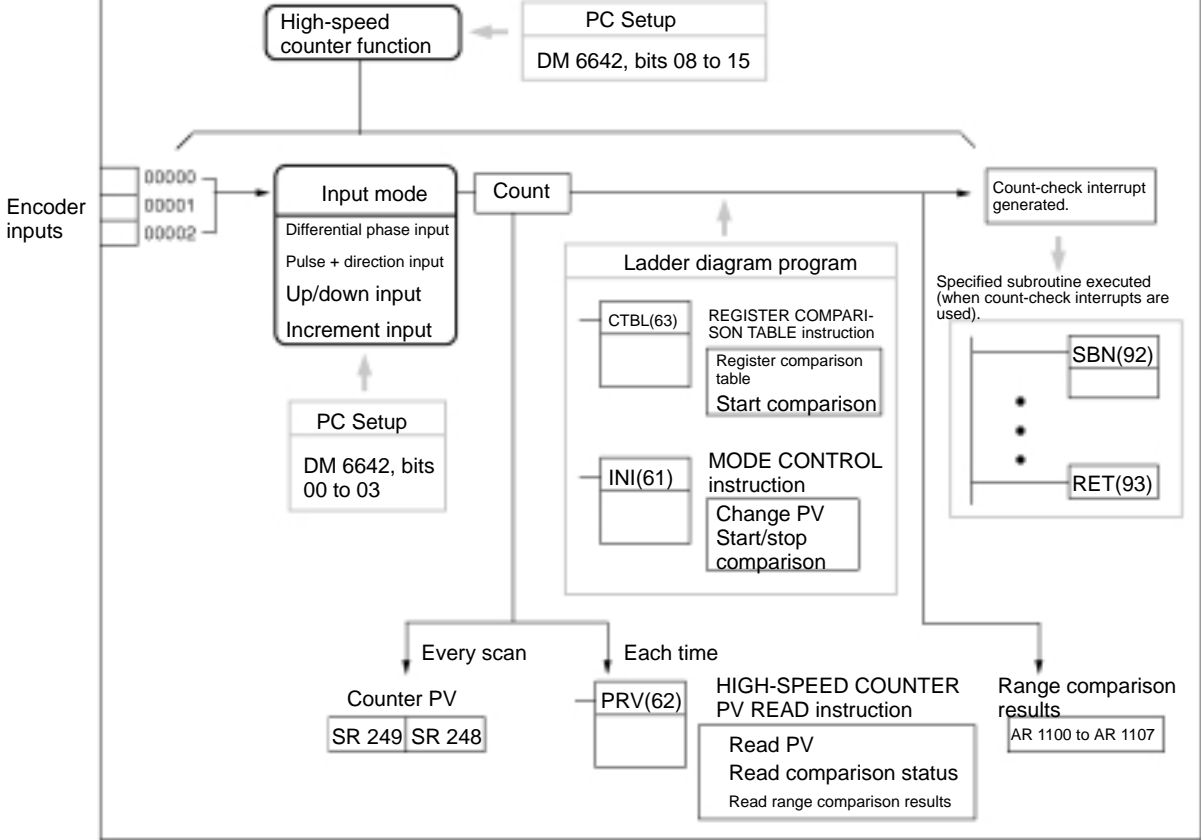 High-speed
counter function
PC Setup
DM 6642, bits 08 to 15
Encoder
inputs
00000
00001
00002
Input mode
Differential phase input
Pulse + direction input
Up/down input
Increment input
Count
Count-check interrupt
generated.
PC Setup
DM 6642, bits
00 to 03
Ladder diagram program
CTBL(63)
REGISTER COMPARI-
SON TABLE instruction
Register comparison
table
Start comparison
INI(61)
MODE CONTROL
instruction
Change PV
Start/stop
comparison
Specified subroutine executed
(when count-check interrupts are
used).
SBN(92)
RET(93)
Every scan
Counter PV
SR 249 SR 248
Each time
PRV(62)
HIGH-SPEED COUNTER
PV READ instruction
Read PV
Read comparison status
Read range comparison results
Range comparison
results
AR 1100 to AR 1107